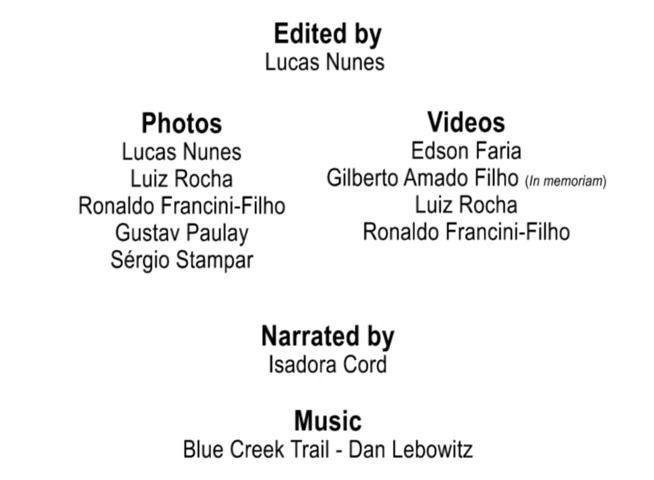 Edited by
Lucas Nunes
Photos
Lucas Nunes
Luiz Rocha
Ronaldo Francini-Filho
Gustav Paulay
Sérgio Stampar
Videos
Edson Faria
Gilberto Amado Filho (In memoriam)
Luiz Rocha
Ronaldo Francini-Filho
Narrated by
Isadora Cord
Music
Blue Creek Trail - Dan Lebowitz